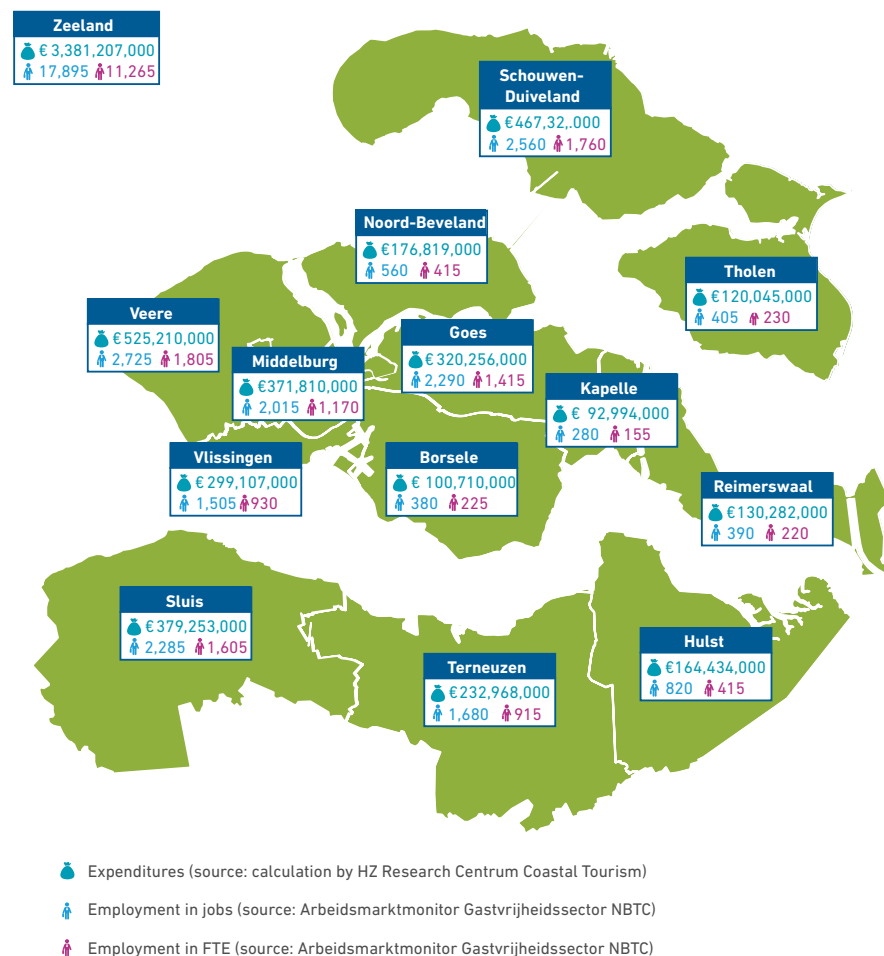 Zeeland
€ 3,381,207,000
17,895 11,265
Schouwen-
Duiveland
€467,32,.000
2,560 1,760
Noord-Beveland
€176,819,000
560 415
Tholen
€120,045,000
405 230
Veere
€525,210,000
2,725 1,805
Goes
€320,256,000
2,290 1,415
Middelburg
€371,810,000
2,015 1,170
Kapelle
€ 92,994,000
280 155
Vlissingen
€299,107,000
1,505 930
Borsele
€ 100,710,000
380 225
Reimerswaal
€130,282,000
390 220
Sluis
€379,253,000
2,285 1,605
Hulst
€164,434,000
820 415
Terneuzen
€232,968,000
1,680 915
Expenditures (source: calculation by HZ Research Centrum Coastal Tourism)
Employment in jobs (source: Arbeidsmarktmonitor Gastvrijheidssector NBTC)
Employment in FTE (source: Arbeidsmarktmonitor Gastvrijheidssector NBTC)